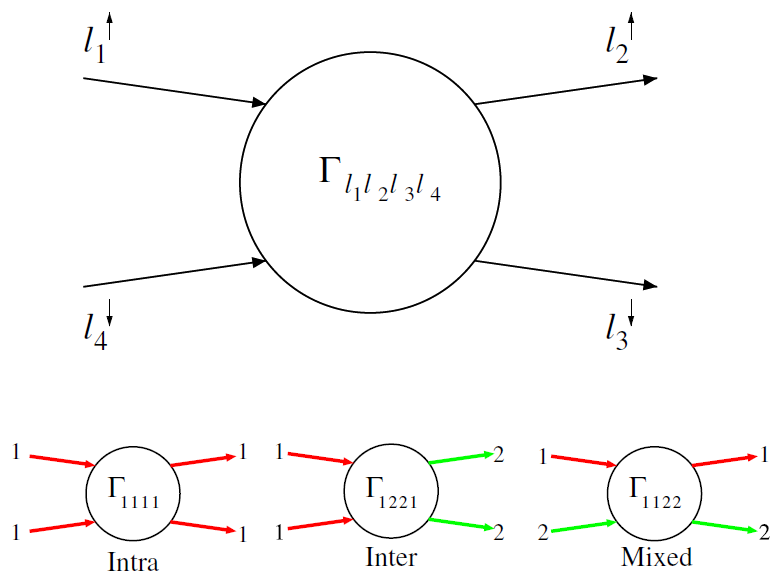 l1↑ l2↑
Γl1l2l3l4
l4↓ l3↓
1 1 1 2 1 1
Γ1111 Γ1221 Γ1122
1 1 1 2 2 2
Intra Inter Mixed